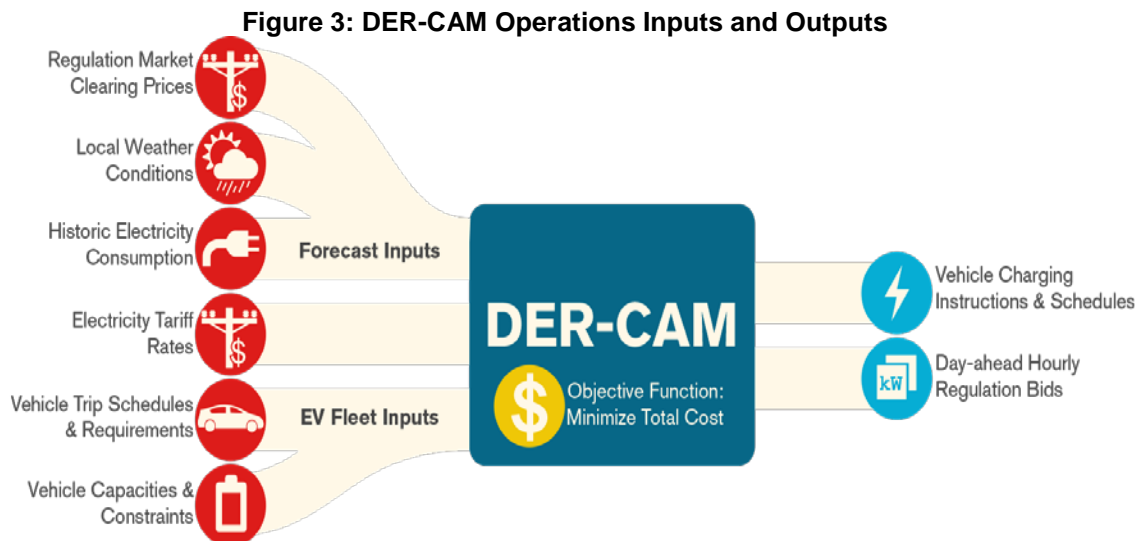 Figure 3: DER-CAM Operations Inputs and Outputs
Regulation Market
Clearing Prices
$
Local Weather
Conditions
Historic Electricity
Consumption
Forecast Inputs
Electricity Tariff
Rates
$
Vehicle Trip Schedules
& Requirements
EV Fleet Inputs
Vehicle Capacities &
Constraints
DER-CAM
$
Objective Function:
Minimize Total Cost
Vehicle Charging
Instructions & Schedules
kW
Day-ahead Hourly
Regulation Bids